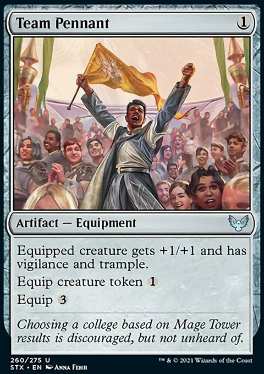 Team Pennant 1
Artifact — Equipment
Equipped creature gets +1/+1 and has
vigilance and trample.
Equip creature token 1
Equip 3
Choosing a college based on Mage Tower
results is discouraged, but not unheard of.
260/275 U
STX • EN Anna Fehr
™ & © 2021 Wizards of the Coast